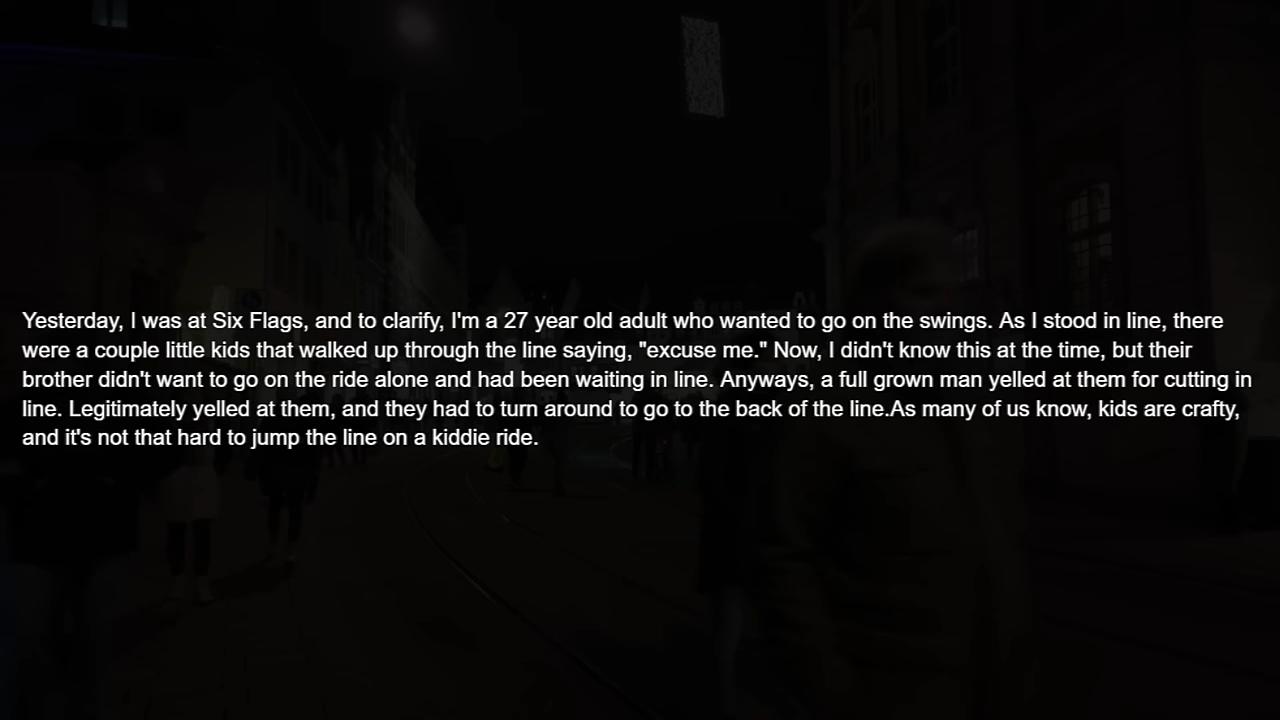 Yesterday, I was at Six Flags, and to clarify, I'm a 27 year old adult who wanted to go on the swings. As I stood in line, there
were a couple little kids that walked up through the line saying, "excuse me." Now, I didn't know this at the time, but their
brother didn't want to go on the ride alone and had been waiting in line. Anyways, a full grown man yelled at them for cutting in
line. Legitimately yelled at them, and they had to turn around to go to the back of the line.As many of us know, kids are crafty,
and it's not that hard to jump the line on a kiddie ride.